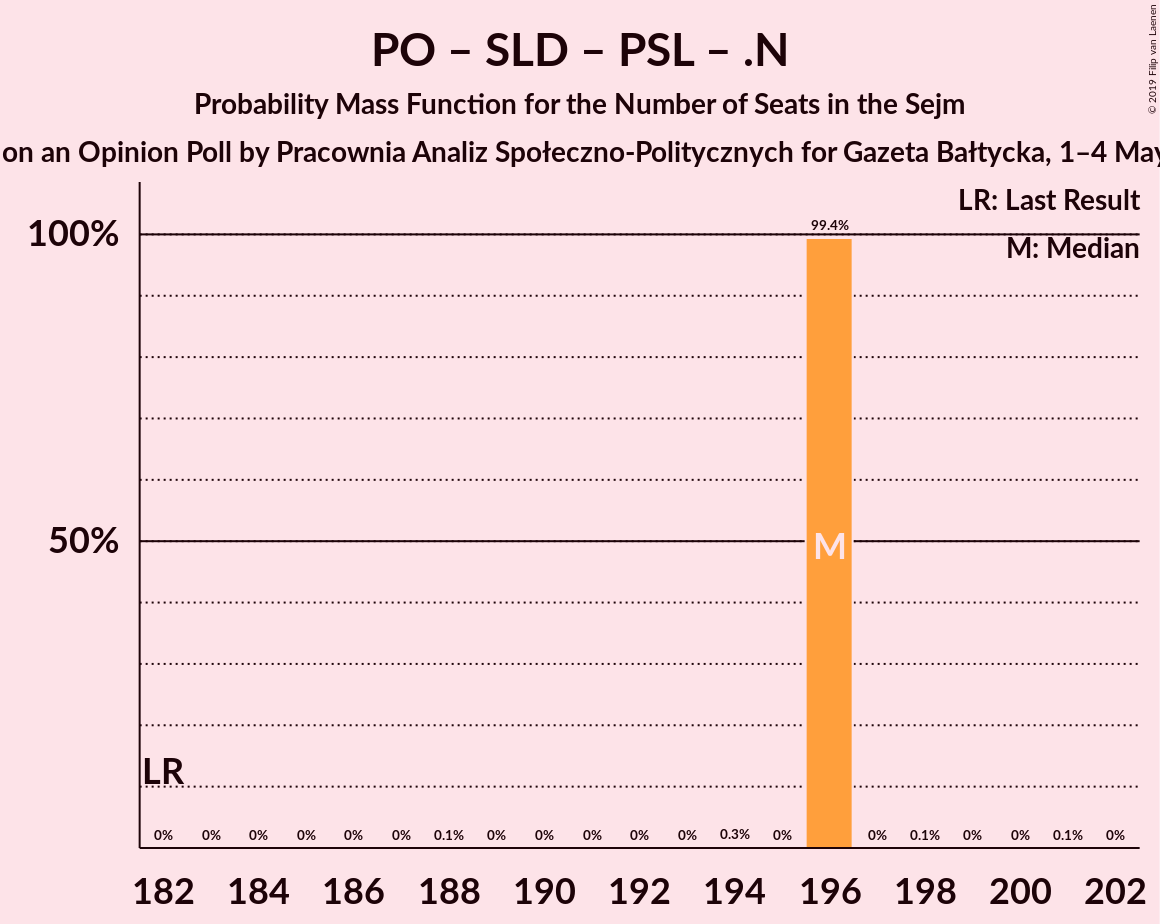 PO – SLD – PSL – .N
Probability Mass Function for the Number of Seats in the Sejm
on an Opinion Poll by Pracownia Analiz Społeczno-Politycznych for Gazeta Bałtycka, 1–4 May
© 2019 Filip van Laenen
LR: Last Result
M: Median
100%
50%
99.4%
M
LR
0% 0% 0% 0% 0% 0% 0.1% 0% 0% 0% 0% 0% 0.3% 0% 0% 0.1% 0% 0% 0.1% 0%
182 184 186 188 190 192 194 196 198 200 202